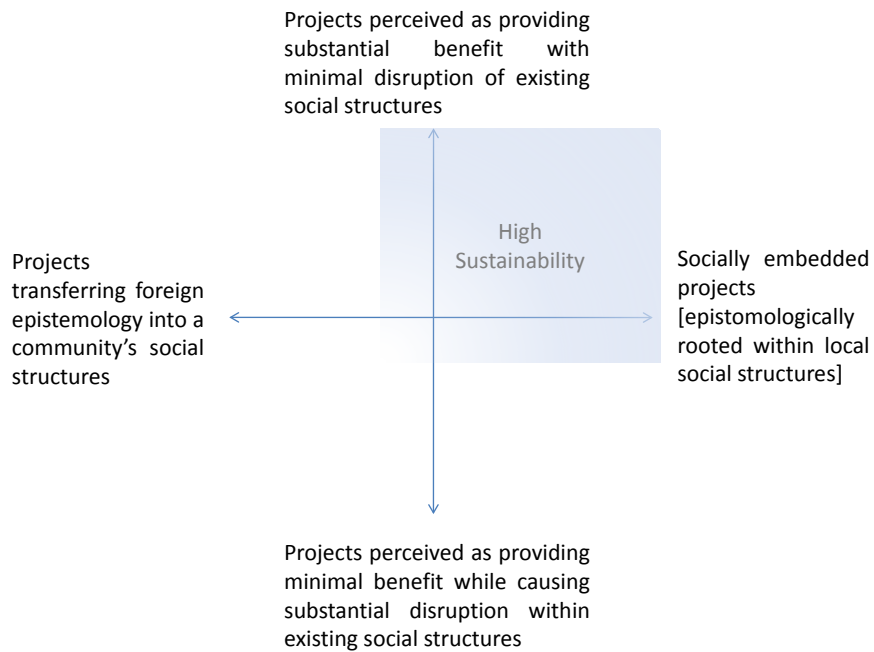 Projects perceived as providing
substantial benefit with
minimal disruption of existing
social structures
High
Sustainability
Projects
transferring foreign
epistemology into a
community's social
structures
Socially embedded
projects
[epistomologically
rooted within local
social structures]
Projects perceived as providing
minimal benefit while causing
substantial disruption within
existing social structures